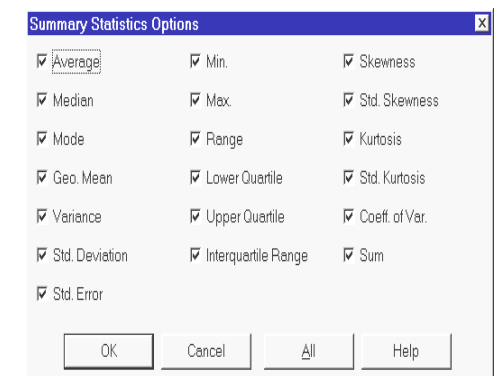 Summary Statistics Options
Average Min. Skewness
Median Max. Std. Skewness
Mode Range Kurtosis
Geo. Mean Lower Quartile Std. Kurtosis
Variance Upper Quartile Coeff. of Var.
Std. Deviation Interquartile Range Sum
Std. Error
OK Cancel All Help